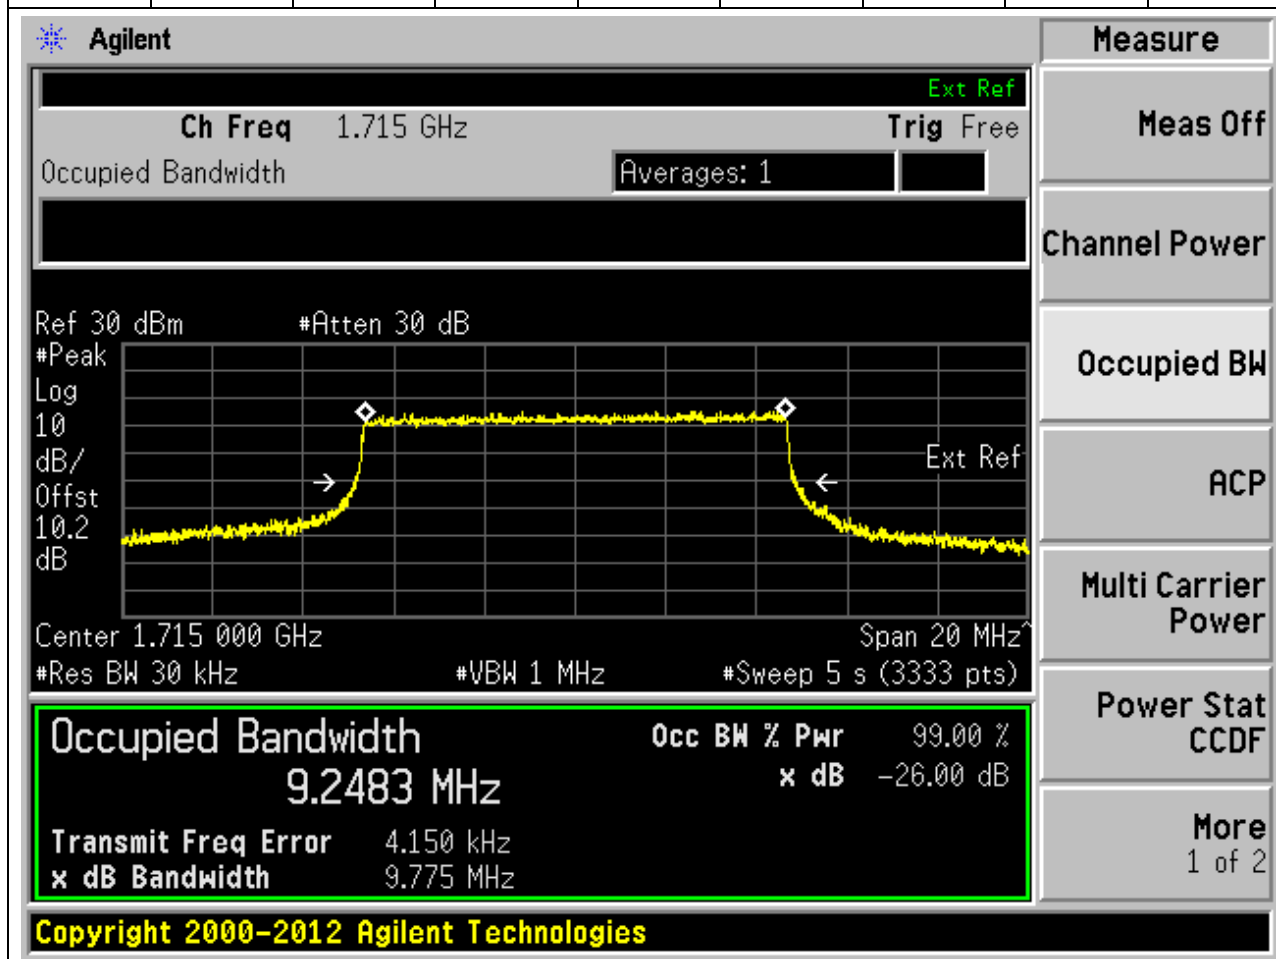 Agilent
Measure
Ext Ref
Ch Freq 1.715 GHz Trig Free
Meas Off
Occupied Bandwidth Averages: 1
Channel Power
Ref 30 dBm #Atten 30 dB
#Peak
Log
10
dB/
Offst
10.2
dB
Ext Ref
Occupied BW
ACP
Center 1.715 000 GHz Span 20 MHz^
#Res BW 30 kHz #VBW 1 MHz #Sweep 5 s (3333 pts)
Multi Carrier
Power
Occupied Bandwidth Occ BW % Pwr 99.00 %
9.2483 MHz x dB -26.00 dB
Transmit Freq Error 4.150 kHz
x dB Bandwidth 9.775 MHz
Power Stat
CCDF
More
1 of 2
Copyright 2000-2012 Agilent Technologies